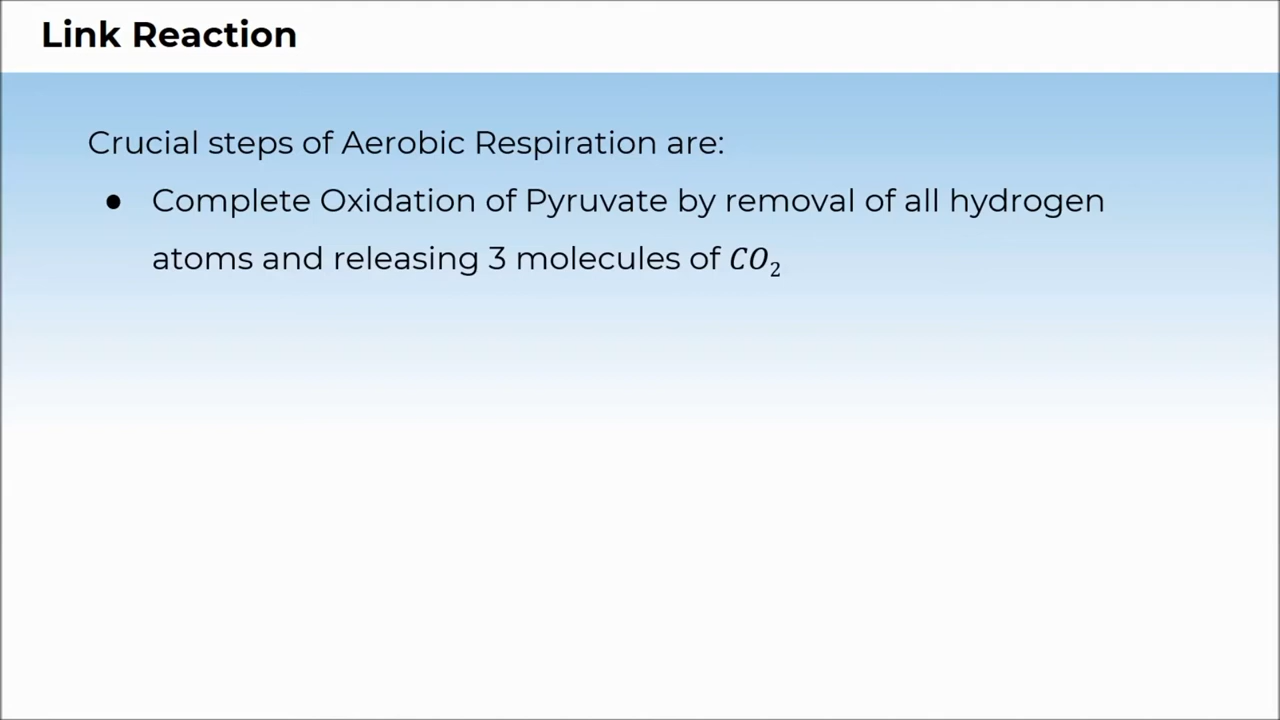 Link Reaction
Crucial steps of Aerobic Respiration are:
● Complete Oxidation of Pyruvate by removal of all hydrogen
atoms and releasing 3 molecules of CO₂